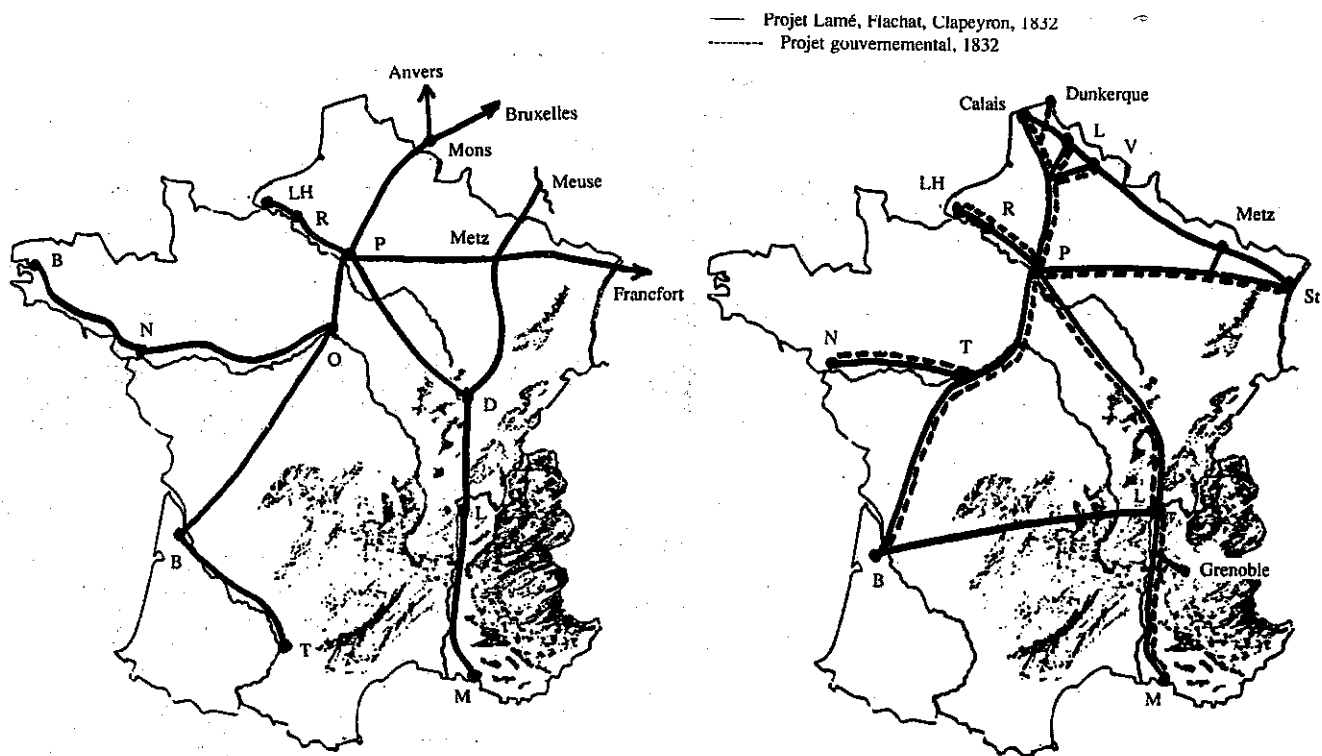 Projet Lamé, Flachat, Clapeyron, 1832
Projet gouvernemental, 1832
Anvers
Bruxelles
Mons
Meuse
LH
R
P
Metz
Francfort
B
N
O
D
L
B
T
M
Dunkerque
Calais
L
V
LH
R
Metz
P
St
N
T
L
B
Grenoble
M